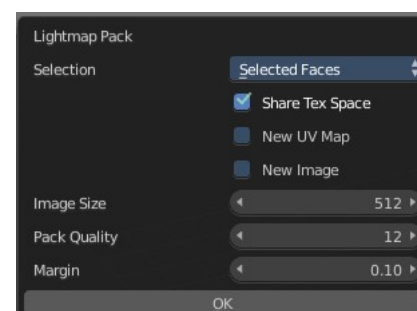 Lightmap Pack
Selection Selected Faces
Share Tex Space
New UV Map
New Image
Image Size 512
Pack Quality 12
Margin 0.10
OK